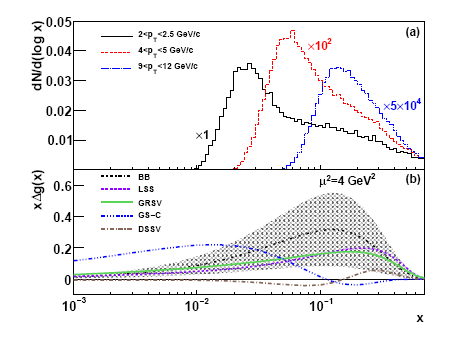 0.05
(a)
dN/d(log x)
2<p_T<2.5 GeV/c
4<p_T<5 GeV/c
9<p_T<12 GeV/c
×10²
0.04
0.03
0.02
0.01
×1
×5×10⁴
(b)
x∆g(x)
μ²=4 GeV²
BB
LSS
GRSV
GS-C
DSSV
0.6
0.4
0.2
0
10⁻³
10⁻²
10⁻¹
x